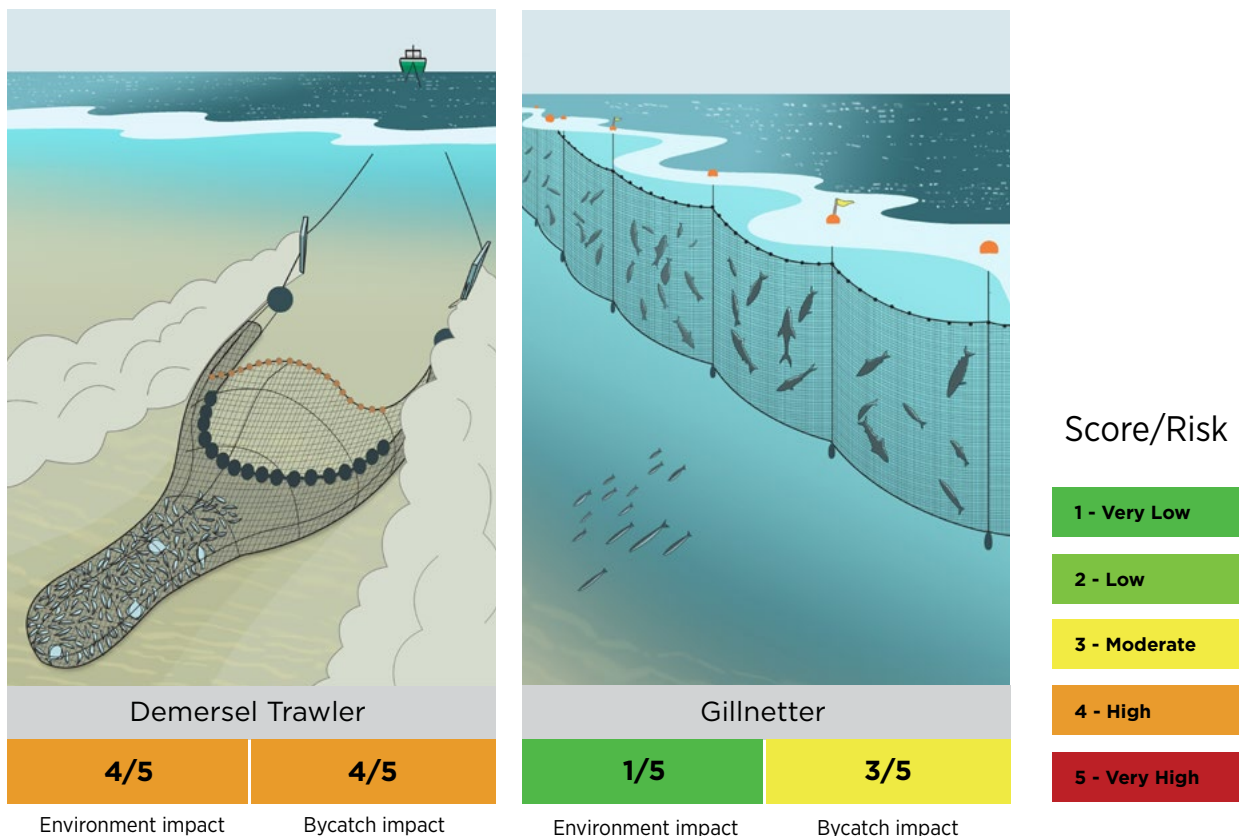 Demersel Trawler
4/5
4/5
Environment impact
Bycatch impact
Gillnetter
1/5
3/5
Environment impact
Bycatch impact
Score/Risk
1 - Very Low
2 - Low
3 - Moderate
4 - High
5 - Very High